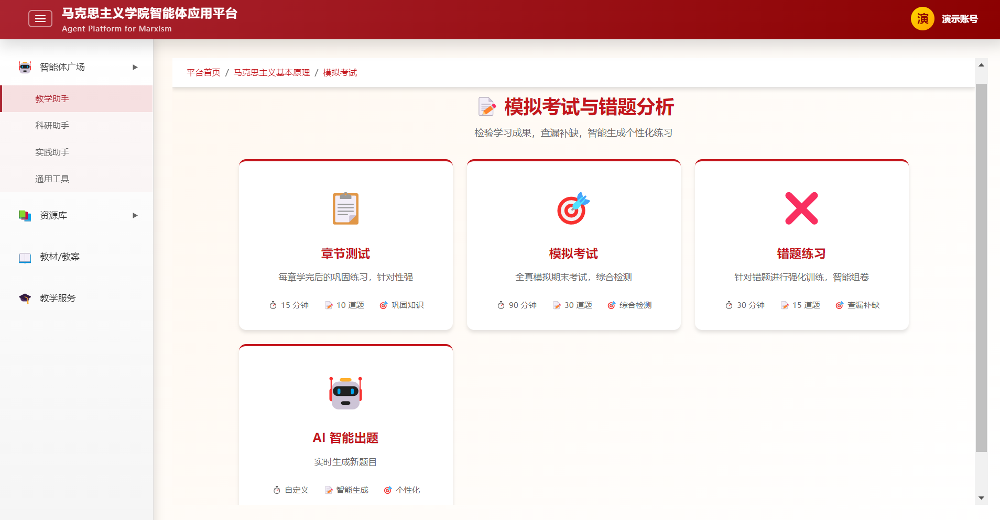 马克思主义学院智能体应用平台
Agent Platform for Marxism
演
演示账号
智能体广场
教学助手
科研助手
实践助手
通用工具
资源库
教材/教案
教学服务
平台首页 / 马克思主义基本原理 / 模拟考试
模拟考试与错题分析
检验学习成果，查漏补缺，智能生成个性化练习
章节测试
每章学完后的巩固练习，针对性强
15 分钟 10 道题 巩固知识
模拟考试
全真模拟期末考试，综合检测
90 分钟 30 道题 综合检测
错题练习
针对错题进行强化训练，智能组卷
30 分钟 15 道题 查漏补缺
AI 智能出题
实时生成新题目
自定义 智能生成 个性化